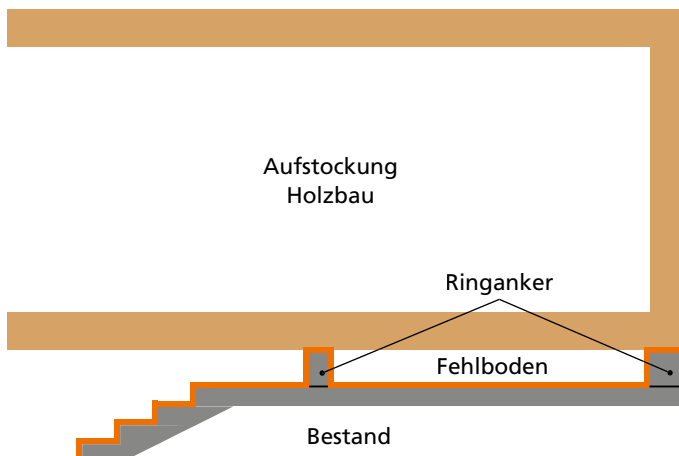 Aufstockung
Holzbau
Ringanker
Fehlboden
Bestand